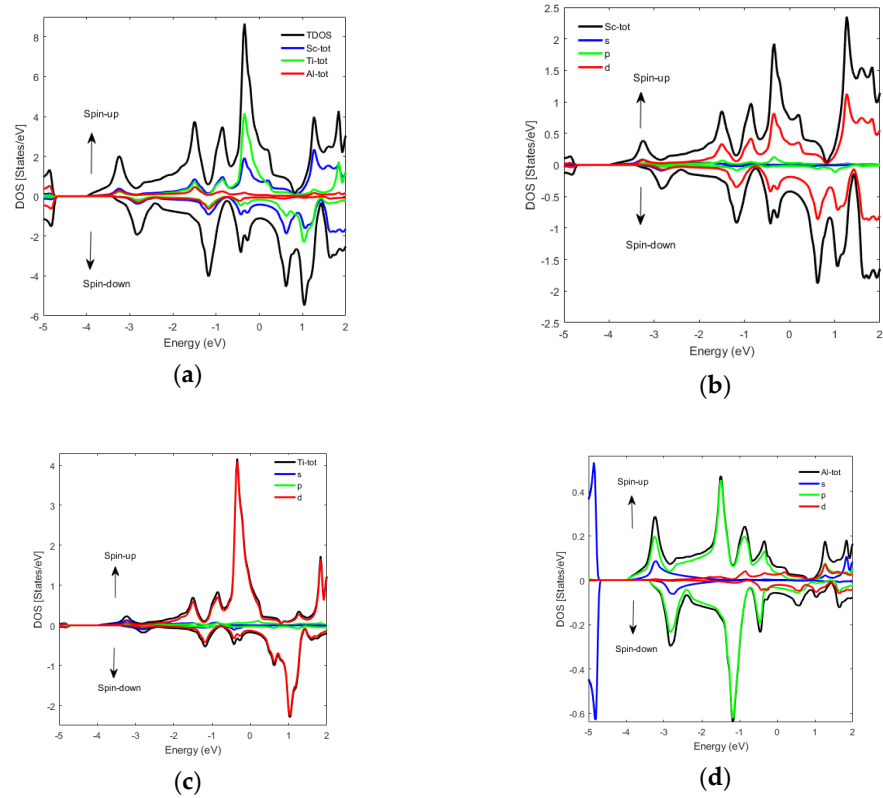 DOS [States/eV]
8
6
4
2
0
-2
-4
-6
TDOS
Sc-tot
Ti-tot
Al-tot
Spin-up
Spin-down
-5 -4 -3 -2 -1 0 1 2
Energy (eV)
(a)
DOS [States/eV]
2.5
2
1.5
1
0.5
0
-0.5
-1
-1.5
-2
-2.5
Sc-tot
s
p
d
Spin-up
Spin-down
-5 -4 -3 -2 -1 0 1 2
Energy (eV)
(b)
DOS [States/eV]
4
3
2
1
0
-1
-2
Ti-tot
s
p
d
Spin-up
Spin-down
-5 -4 -3 -2 -1 0 1 2
Energy (eV)
(c)
DOS [States/eV]
0.4
0.2
0
-0.2
-0.4
-0.6
Al-tot
s
p
d
Spin-up
Spin-down
-5 -4 -3 -2 -1 0 1 2
Energy (eV)
(d)